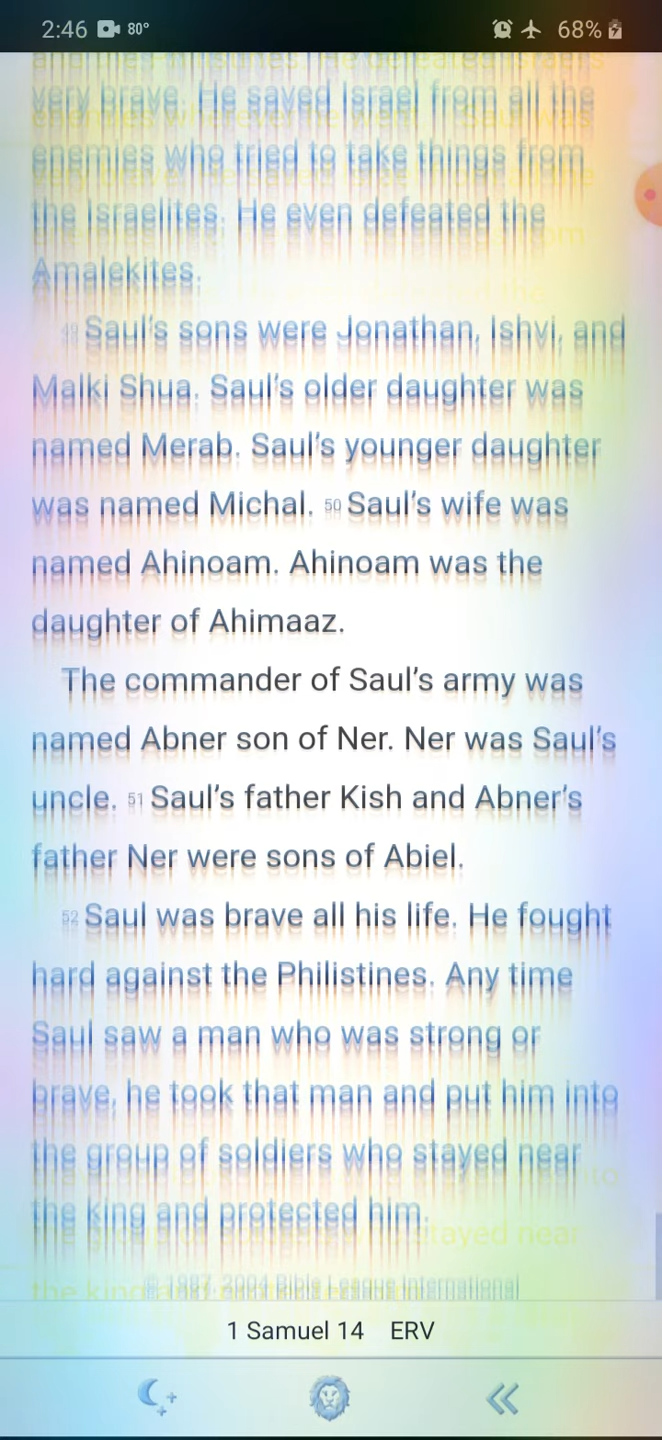 2:46 80° 68%
and the Philistines. He defeated Israel's
very brave. He saved Israel from all the
enemies who tried to take things from
the Israelites. He even defeated the
Amalekites.
49 Saul's sons were Jonathan, Ishvi, and
Malki Shua. Saul's older daughter was
named Merab. Saul's younger daughter
was named Michal. 50 Saul's wife was
named Ahinoam. Ahinoam was the
daughter of Ahimaaz.
The commander of Saul's army was
named Abner son of Ner. Ner was Saul's
uncle. 51 Saul's father Kish and Abner's
father Ner were sons of Abiel.
52 Saul was brave all his life. He fought
hard against the Philistines. Any time
Saul saw a man who was strong or
brave, he took that man and put him into
the group of soldiers who stayed near
the king and protected him.
© 1987, 2004 Bible League International
1 Samuel 14 ERV